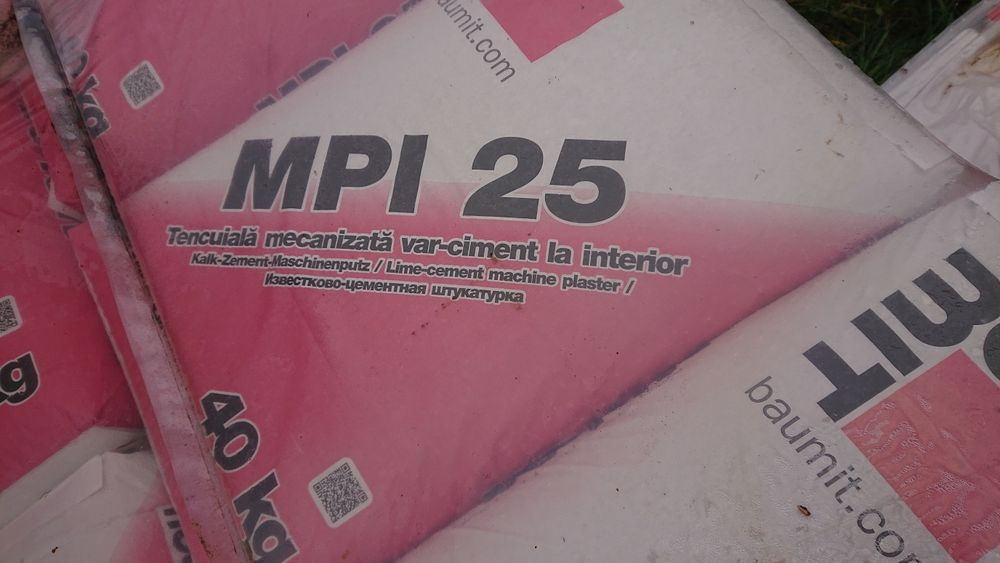 baumit.com
MPI 25
Tencuială mecanizată var-ciment la interior
Kalk-Zement-Maschinenputz / Lime-cement machine plaster /
Известково-цементная штукатурка
40 kg
baumit.com